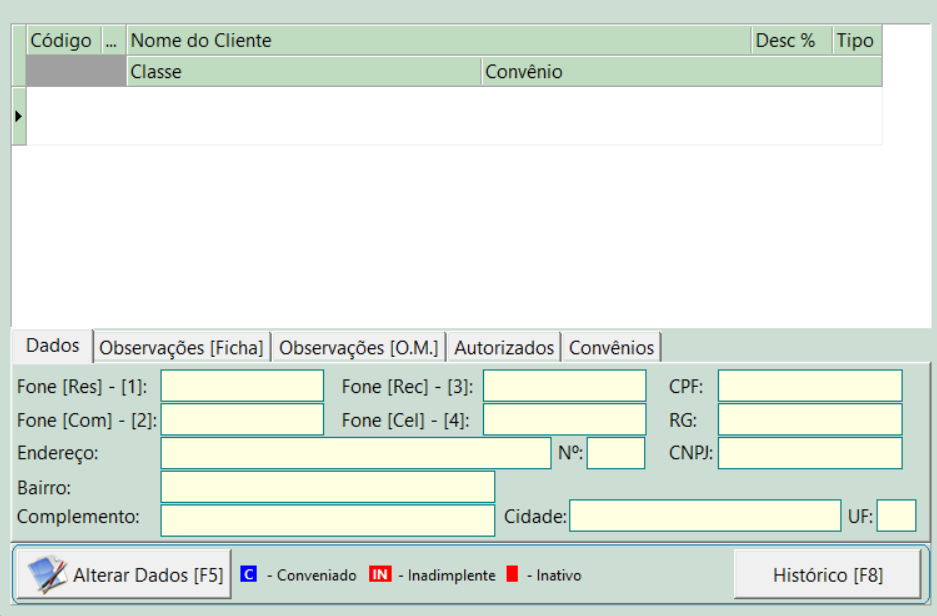 Código ... Nome do Cliente Desc % Tipo
Classe Convênio
Dados Observações [Ficha] Observações [O.M.] Autorizados Convênios
Fone [Res] - [1]: Fone [Rec] - [3]: CPF:
Fone [Com] - [2]: Fone [Cel] - [4]: RG:
Endereço: Nº: CNPJ:
Bairro:
Complemento: Cidade: UF:
Alterar Dados [F5] C - Conveniado IN - Inadimplente - Inativo Histórico [F8]